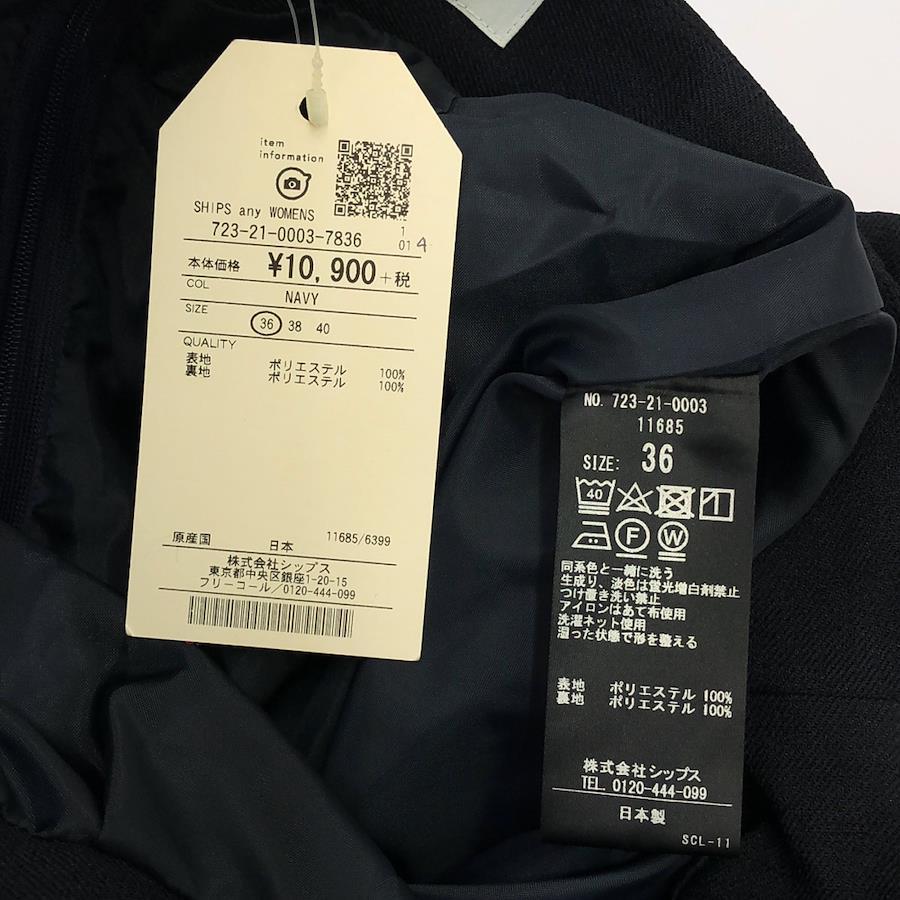 item
information
SHIPS any WOMENS
723-21-0003-7836
1
01 4
本体価格 ¥10,900+税
COL
NAVY
SIZE
36 38 40
QUALITY
表地 ポリエステル 100%
裏地 ポリエステル 100%
原産国 日本 11685/6399
株式会社シップス
東京都中央区銀座1-20-15
フリーコール/0120-444-099
NO. 723-21-0003
11685
SIZE: 36
40
F W
同系色と一緒に洗う
生成り、淡色は蛍光増白剤禁止
つけ置き洗い禁止
アイロンはあて布使用
洗濯ネット使用
湿った状態で形を整える
表地 ポリエステル 100%
裏地 ポリエステル 100%
株式会社シップス
TEL. 0120-444-099
日本製
SCL-11